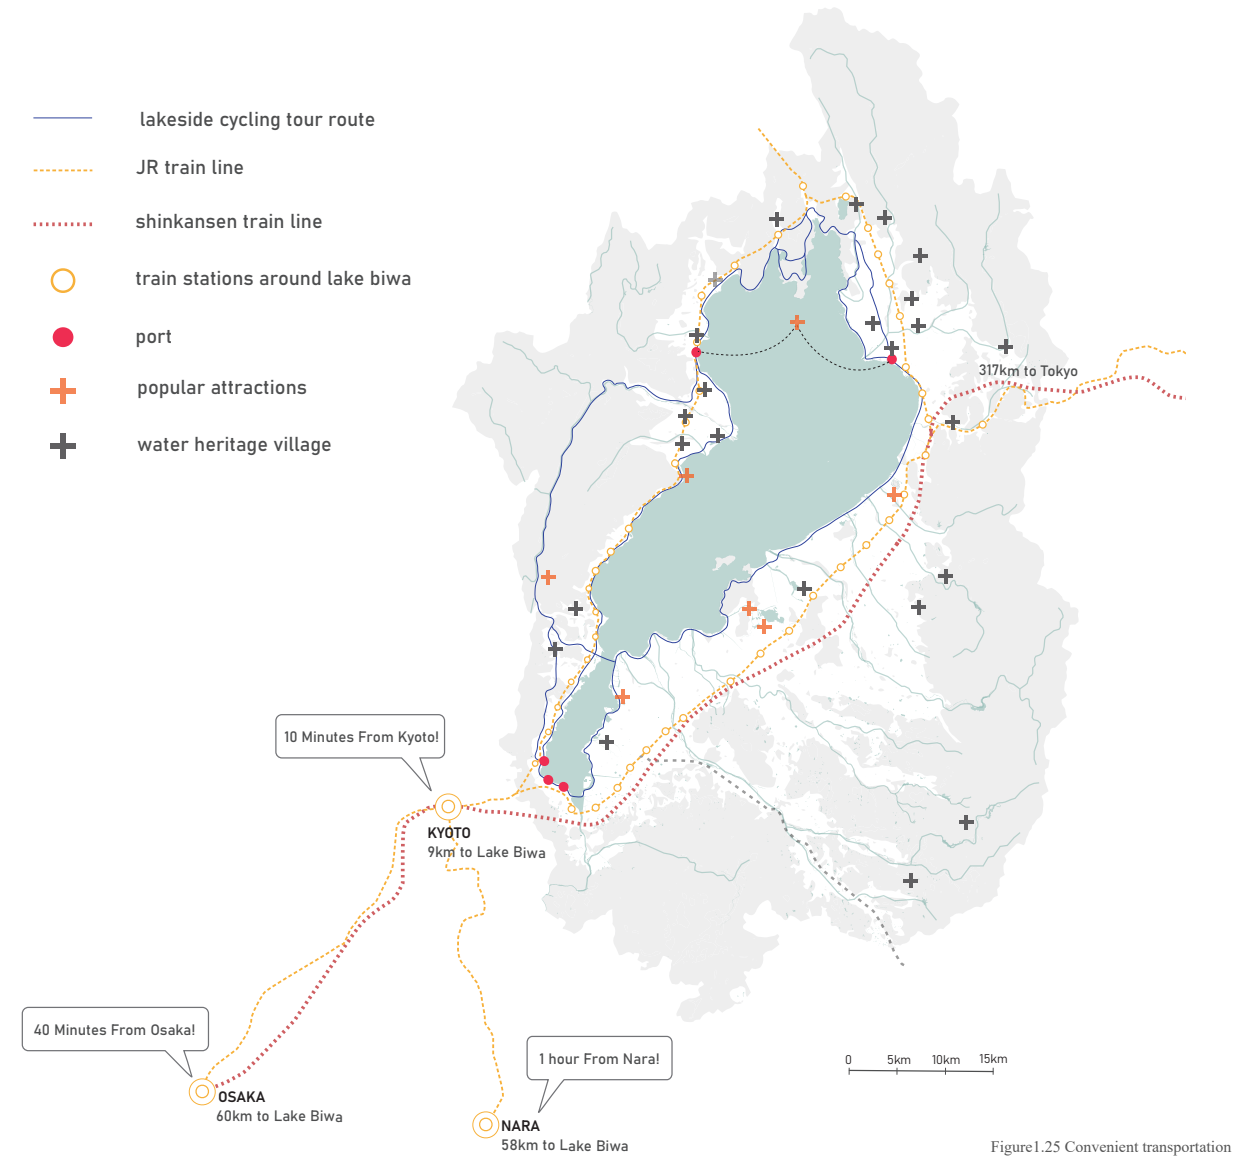 lakeside cycling tour route
JR train line
shinkansen train line
train stations around lake biwa
port
popular attractions
water heritage village
317km to Tokyo
10 Minutes From Kyoto!
KYOTO
9km to Lake Biwa
40 Minutes From Osaka!
OSAKA
60km to Lake Biwa
1 hour From Nara!
NARA
58km to Lake Biwa
0 5km 10km 15km
Figure1.25 Convenient transportation